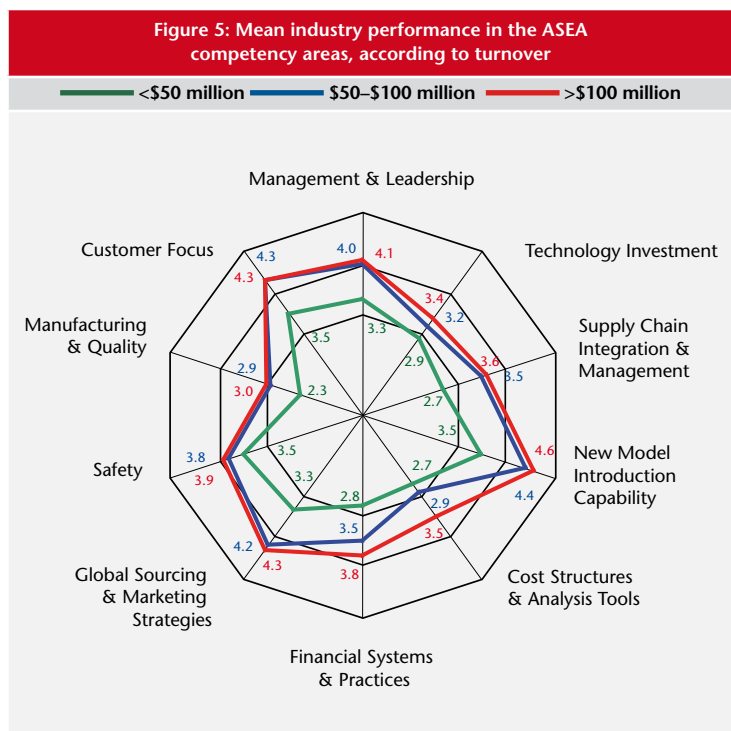 Figure 5: Mean industry performance in the ASEA
competency areas, according to turnover
<$50 million $50–$100 million >$100 million
Management & Leadership
Customer Focus
4.3
4.0
4.1
Technology Investment
4.3
3.4
3.2
Manufacturing
& Quality
3.5
3.3
2.9
Supply Chain
Integration &
Management
2.9
3.0
2.3
3.6
3.5
2.7
3.8
3.9
3.5
3.5
4.6
4.4
Safety
New Model
Introduction
Capability
3.3
2.8
2.7
2.9
4.2
4.3
3.5
3.8
3.5
Global Sourcing
& Marketing
Strategies
Cost Structures
& Analysis Tools
Financial Systems
& Practices